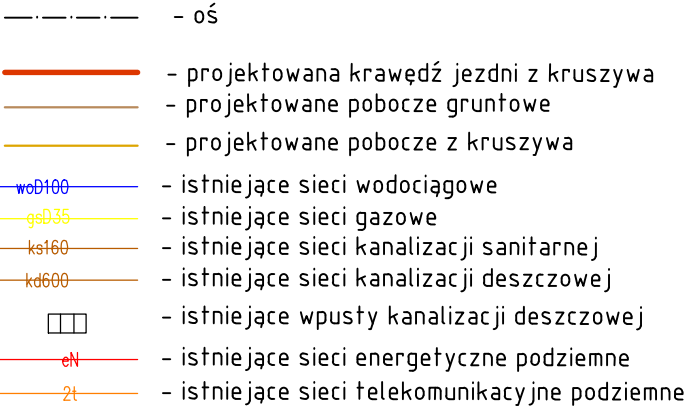 - oś
- projektowana krawędź jezdni z kruszywa
- projektowane pobocze gruntowe
- projektowane pobocze z kruszywa
woD100 - istniejące sieci wodociągowe
gsD35 - istniejące sieci gazowe
ks160 - istniejące sieci kanalizacji sanitarnej
kd600 - istniejące sieci kanalizacji deszczowej
- istniejące wpusty kanalizacji deszczowej
eN - istniejące sieci energetyczne podziemne
2t - istniejące sieci telekomunikacyjne podziemne